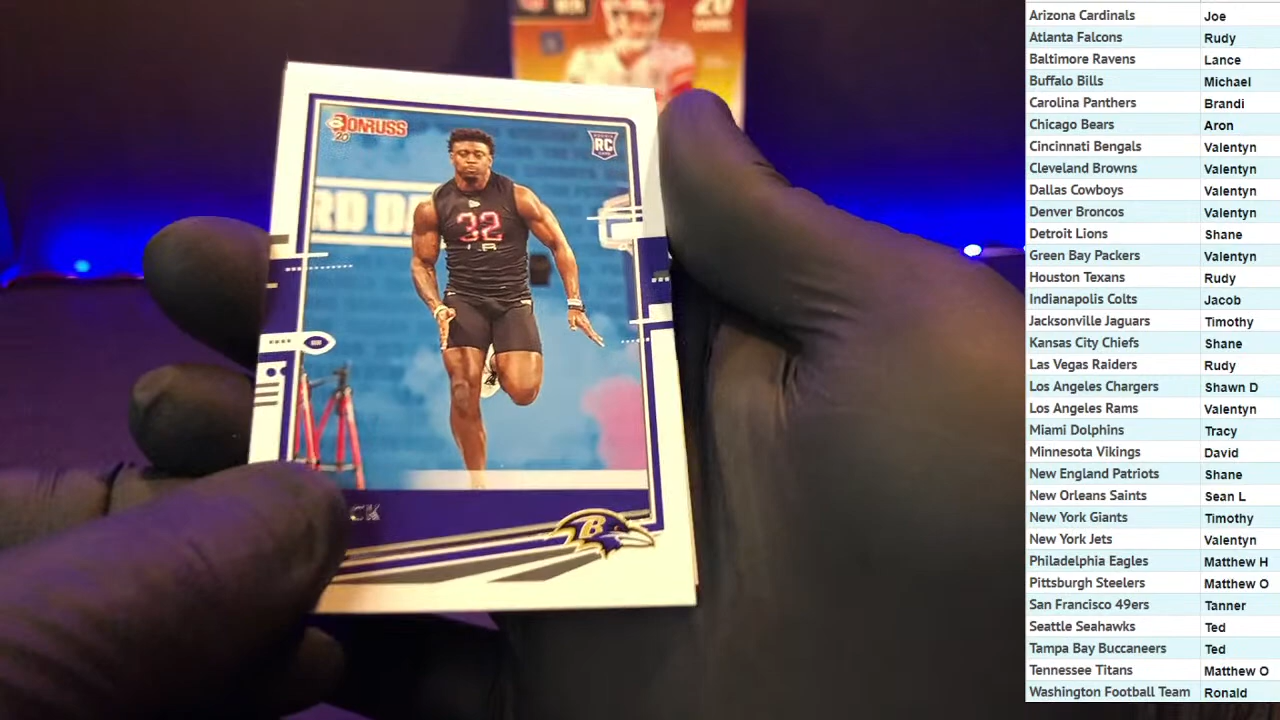 DONRUSS
20
RC
32
LB
CK
20
Arizona Cardinals Joe
Atlanta Falcons Rudy
Baltimore Ravens Lance
Buffalo Bills Michael
Carolina Panthers Brandi
Chicago Bears Aron
Cincinnati Bengals Valentyn
Cleveland Browns Valentyn
Dallas Cowboys Valentyn
Denver Broncos Valentyn
Detroit Lions Shane
Green Bay Packers Valentyn
Houston Texans Rudy
Indianapolis Colts Jacob
Jacksonville Jaguars Timothy
Kansas City Chiefs Shane
Las Vegas Raiders Rudy
Los Angeles Chargers Shawn D
Los Angeles Rams Valentyn
Miami Dolphins Tracy
Minnesota Vikings David
New England Patriots Shane
New Orleans Saints Sean L
New York Giants Timothy
New York Jets Valentyn
Philadelphia Eagles Matthew H
Pittsburgh Steelers Matthew O
San Francisco 49ers Tanner
Seattle Seahawks Ted
Tampa Bay Buccaneers Ted
Tennessee Titans Matthew O
Washington Football Team Ronald